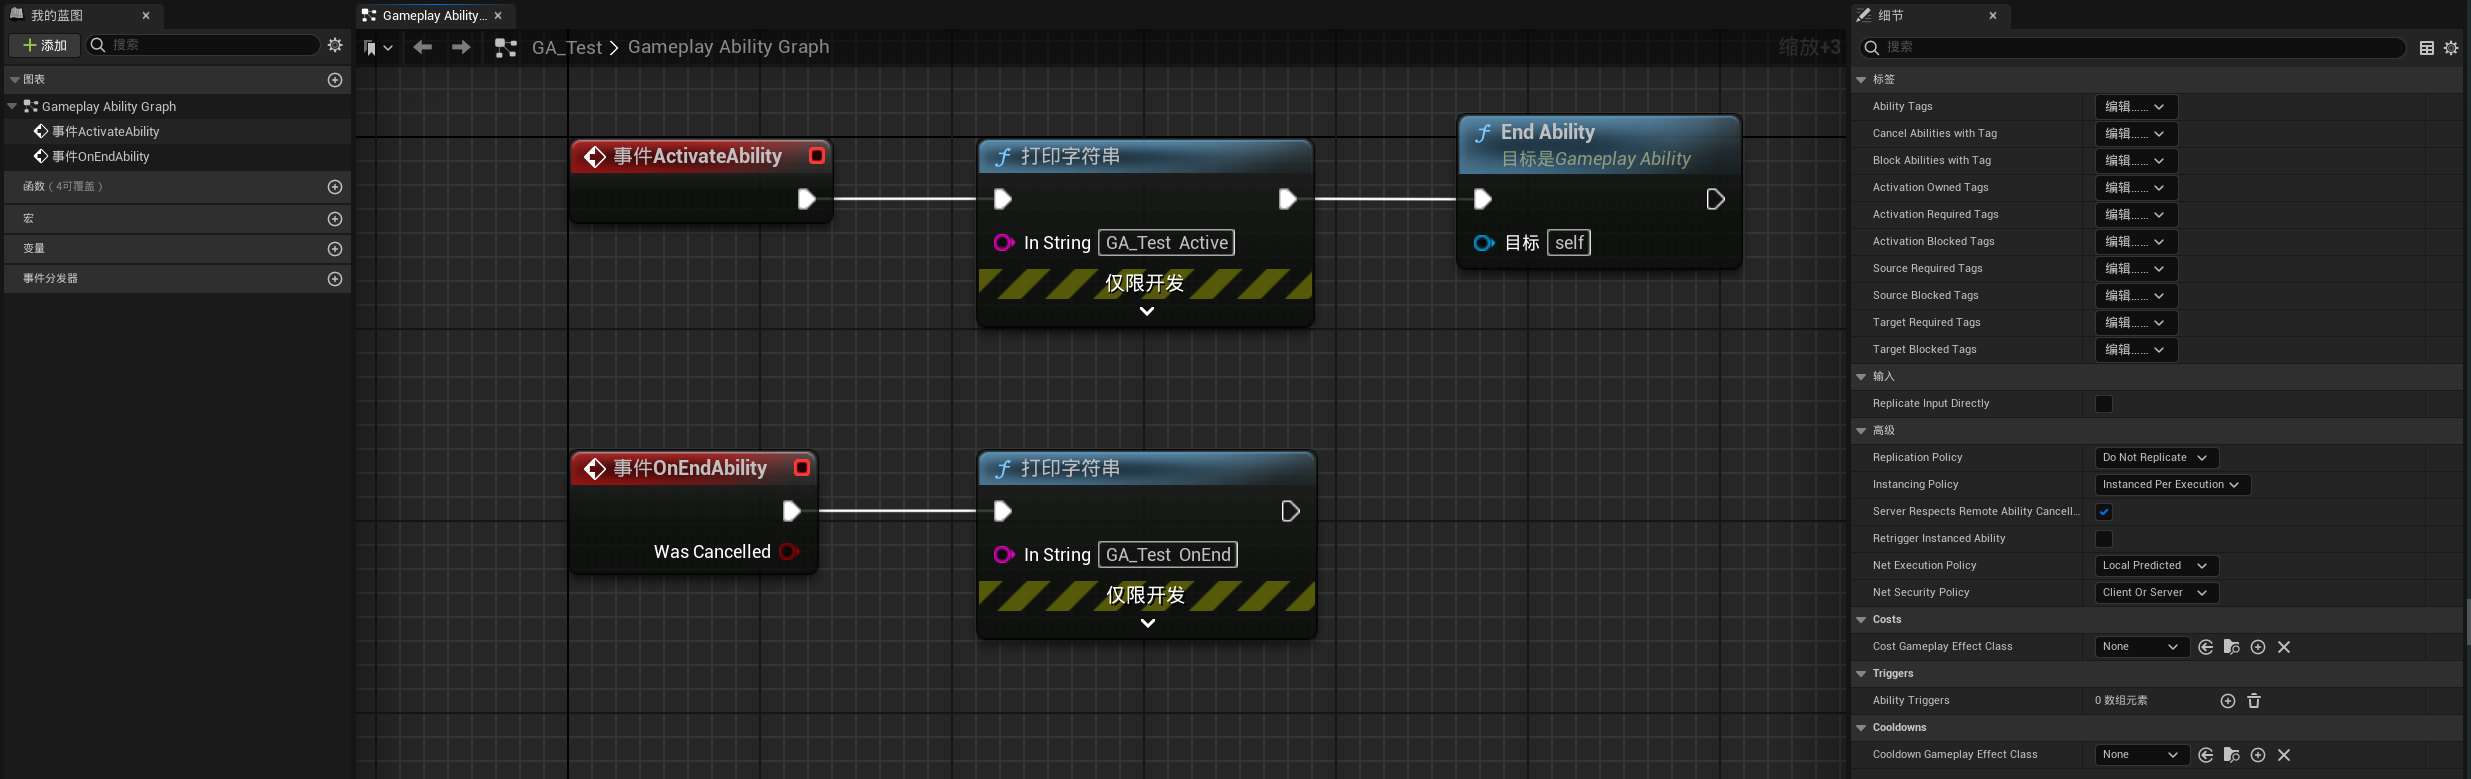 我的蓝图
添加
搜索
图表
Gameplay Ability Graph
事件ActivateAbility
事件OnEndAbility
函数（4可覆盖）
宏
变量
事件分发器
Gameplay Ability...
GA_Test > Gameplay Ability Graph
缩放+3
事件ActivateAbility
打印字符串
In String GA_Test Active
仅限开发
End Ability
目标是Gameplay Ability
目标 self
事件OnEndAbility
Was Cancelled
打印字符串
In String GA_Test OnEnd
仅限开发
细节
搜索
标签
Ability Tags 编辑......
Cancel Abilities with Tag 编辑......
Block Abilities with Tag 编辑......
Activation Owned Tags 编辑......
Activation Required Tags 编辑......
Activation Blocked Tags 编辑......
Source Required Tags 编辑......
Source Blocked Tags 编辑......
Target Required Tags 编辑......
Target Blocked Tags 编辑......
输入
Replicate Input Directly
高级
Replication Policy Do Not Replicate
Instancing Policy Instanced Per Execution
Server Respects Remote Ability Cancell...
Retrigger Instanced Ability
Net Execution Policy Local Predicted
Net Security Policy Client Or Server
Costs
Cost Gameplay Effect Class None
Triggers
Ability Triggers 0 数组元素
Cooldowns
Cooldown Gameplay Effect Class None